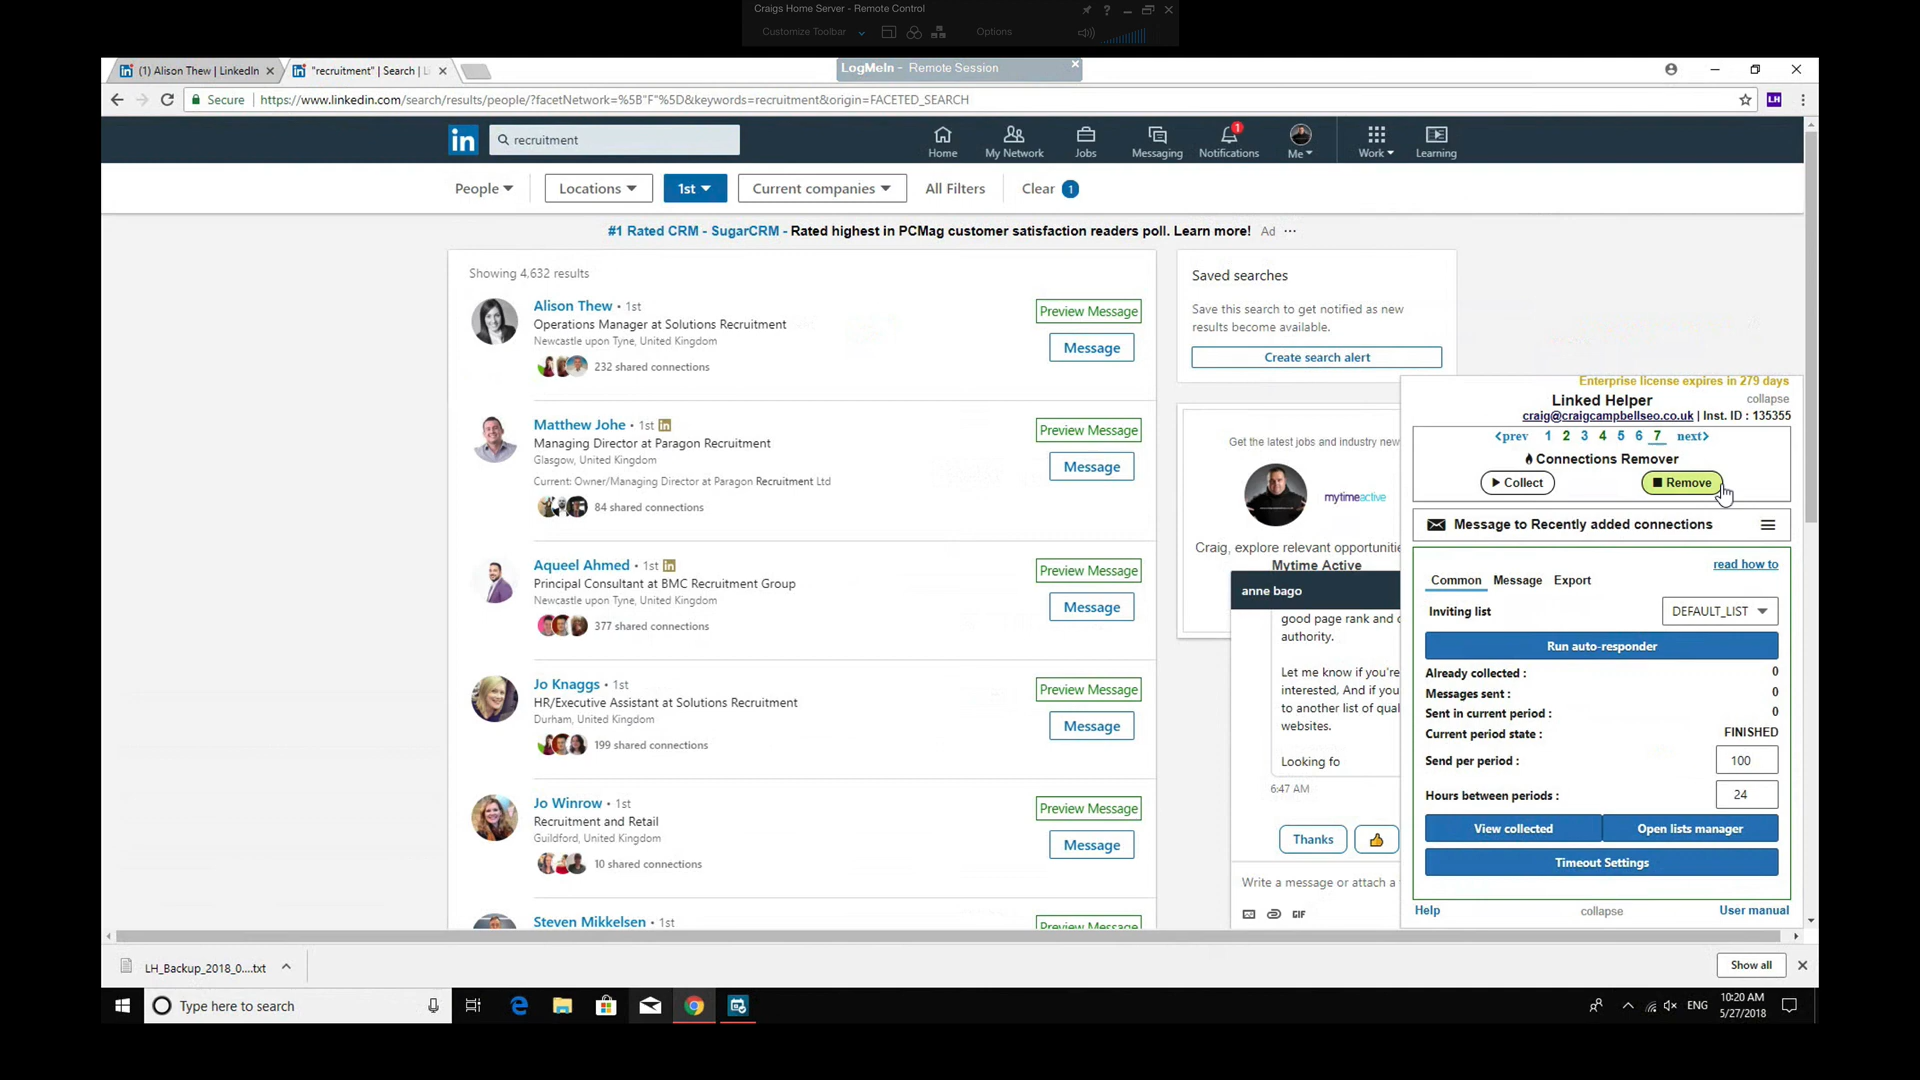 Craigs Home Server - Remote Control
Customize Toolbar
Options
(1) Alison Thew | LinkedIn
"recruitment" | Search | L
LogMeIn - Remote Session
Secure
https://www.linkedin.com/search/results/people/?facetNetwork=%5B"F"%5D&keywords=recruitment&origin=FACETED_SEARCH
LH
in
recruitment
Home
My Network
Jobs
Messaging
1
Notifications
Me
Work
Learning
People
Locations
1st
Current companies
All Filters
Clear 1
#1 Rated CRM - SugarCRM - Rated highest in PCMag customer satisfaction readers poll. Learn more! Ad ...
Showing 4,632 results
Alison Thew • 1st
Operations Manager at Solutions Recruitment
Newcastle upon Tyne, United Kingdom
232 shared connections
Preview Message
Message
Matthew Johe • 1st
Managing Director at Paragon Recruitment
Glasgow, United Kingdom
Current: Owner/Managing Director at Paragon Recruitment Ltd
84 shared connections
Preview Message
Message
Aqueel Ahmed • 1st
Principal Consultant at BMC Recruitment Group
Newcastle upon Tyne, United Kingdom
377 shared connections
Preview Message
Message
Jo Knaggs • 1st
HR/Executive Assistant at Solutions Recruitment
Durham, United Kingdom
199 shared connections
Preview Message
Message
Jo Winrow • 1st
Recruitment and Retail
Guildford, United Kingdom
10 shared connections
Preview Message
Message
Steven Mikkelsen • 1st
Preview Message
Saved searches
Save this search to get notified as new
results become available.
Create search alert
Get the latest jobs and industry new
mytimeactive
Craig, explore relevant opportunitie
Mytime Active
anne bago
good page rank and d
authority.
Let me know if you're
interested, And if you
to another list of qual
websites.
Looking fo
6:47 AM
Thanks
Write a message or attach a
GIF
Enterprise license expires in 279 days
Linked Helper
collapse
craig@craigcampbellseo.co.uk | Inst. ID : 135355
<prev 1 2 3 4 5 6 7 next>
Connections Remover
Collect
Remove
Message to Recently added connections
read how to
Common Message Export
Inviting list
DEFAULT_LIST
Run auto-responder
Already collected : 0
Messages sent : 0
Sent in current period : 0
Current period state : FINISHED
Send per period : 100
Hours between periods : 24
View collected
Open lists manager
Timeout Settings
Help
collapse
User manual
LH_Backup_2018_0....txt
Show all
Type here to search
ENG
10:20 AM
5/27/2018